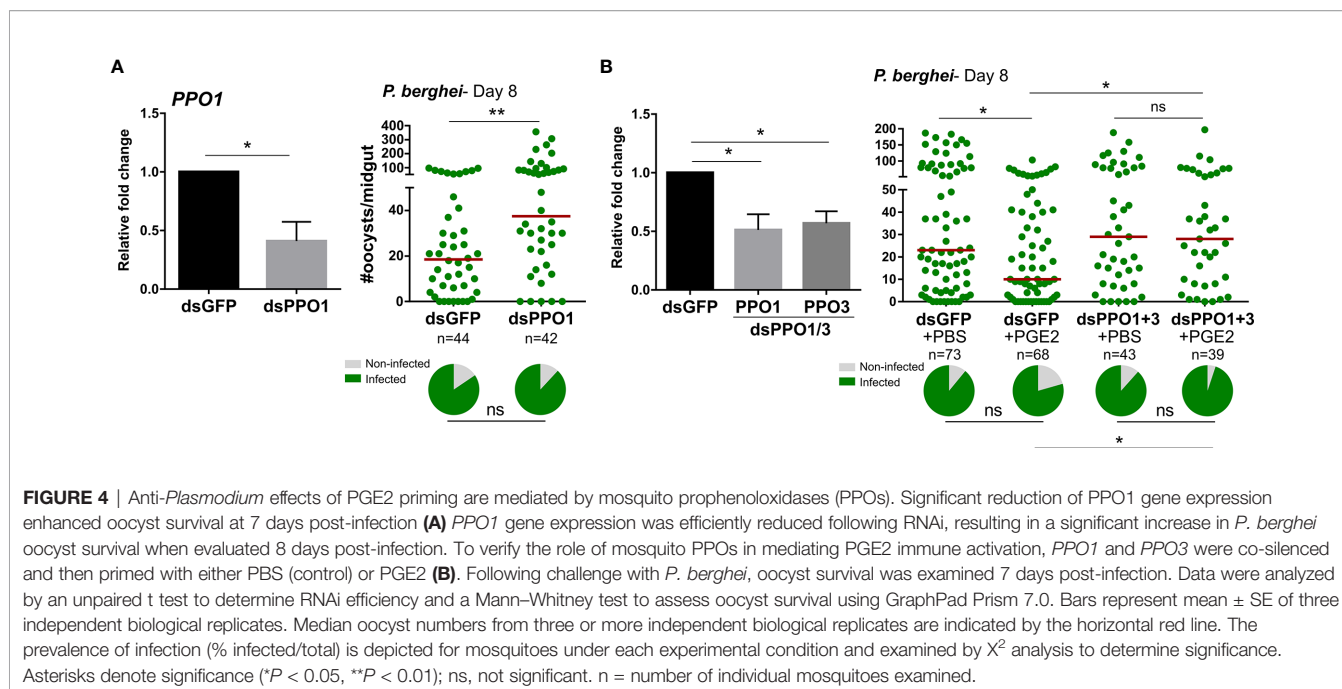 A
PPO1
Relative fold change
1.5
1.0
0.5
0.0
*
dsGFP
dsPPO1
P. berghei- Day 8
**
#oocysts/midgut
400
300
200
100
40
20
0
dsGFP
dsPPO1
n=44
n=42
Non-infected
Infected
ns
B
Relative fold change
1.5
1.0
0.5
0.0
*
*
dsGFP
PPO1
PPO3
dsPPO1/3
P. berghei- Day 8
*
*
ns
200
150
100
50
50
40
30
20
10
0
dsGFP
dsGFP
dsPPO1+3
dsPPO1+3
+PBS
+PGE2
+PBS
+PGE2
n=73
n=68
n=43
n=39
Non-infected
Infected
ns
ns
*
FIGURE 4 | Anti-Plasmodium effects of PGE2 priming are mediated by mosquito prophenoloxidases (PPOs). Significant reduction of PPO1 gene expression
enhanced oocyst survival at 7 days post-infection (A) PPO1 gene expression was efficiently reduced following RNAi, resulting in a significant increase in P. berghei
oocyst survival when evaluated 8 days post-infection. To verify the role of mosquito PPOs in mediating PGE2 immune activation, PPO1 and PPO3 were co-silenced
and then primed with either PBS (control) or PGE2 (B). Following challenge with P. berghei, oocyst survival was examined 7 days post-infection. Data were analyzed
by an unpaired t test to determine RNAi efficiency and a Mann–Whitney test to assess oocyst survival using GraphPad Prism 7.0. Bars represent mean ± SE of three
independent biological replicates. Median oocyst numbers from three or more independent biological replicates are indicated by the horizontal red line. The
prevalence of infection (% infected/total) is depicted for mosquitoes under each experimental condition and examined by X² analysis to determine significance.
Asterisks denote significance (*P < 0.05, **P < 0.01); ns, not significant. n = number of individual mosquitoes examined.